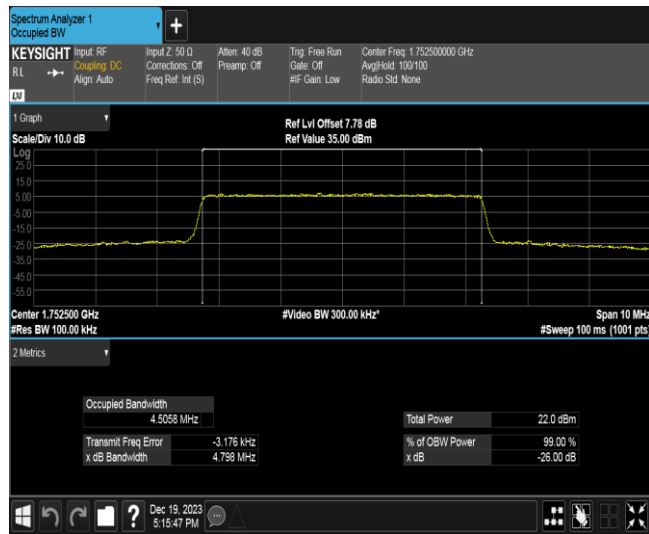 Spectrum Analyzer 1
Occupied BW
+
KEYSIGHT Input: RF Input Z: 50 Ω Atten: 40 dB Trig: Free Run Center Freq: 1.752500000 GHz
RL Coupling: DC Corrections: Off Preamp: Off Gate: Off Avg|Hold: 100/100
Align: Auto Freq Ref: Int (S) #IF Gain: Low Radio Std: None
LXI
1 Graph
Ref Lvl Offset 7.78 dB
Scale/Div 10.0 dB Ref Value 35.00 dBm
Log
25.0
15.0
5.00
-5.00
-15.0
-25.0
-35.0
-45.0
-55.0
Center 1.752500 GHz #Video BW 300.00 kHz* Span 10 MHz
#Res BW 100.00 kHz #Sweep 100 ms (1001 pts)
2 Metrics
Occupied Bandwidth
4.5058 MHz Total Power 22.0 dBm
Transmit Freq Error -3.176 kHz % of OBW Power 99.00 %
x dB Bandwidth 4.798 MHz x dB -26.00 dB
? Dec 19, 2023
5:15:47 PM